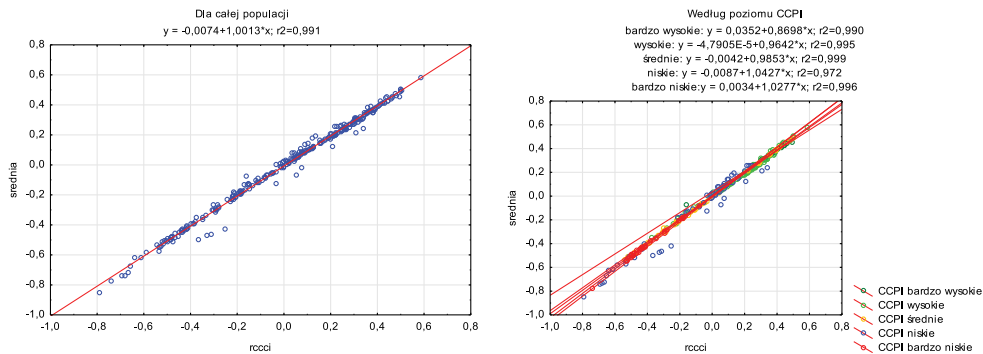 Dla całej populacji
y = -0,0074+1,0013*x; r2=0,991
0,8
0,6
0,4
0,2
0,0
-0,2
-0,4
-0,6
-0,8
-1,0
średnia
-1,0 -0,8 -0,6 -0,4 -0,2 0,0 0,2 0,4 0,6 0,8
rccci
Według poziomu CCPI
bardzo wysokie: y = 0,0352+0,8698*x; r2=0,990
wysokie: y = -4,7905E-5+0,9642*x; r2=0,995
średnie: y = -0,0042+0,9853*x; r2=0,999
niskie: y = -0,0087+1,0427*x; r2=0,972
bardzo niskie:y = 0,0034+1,0277*x; r2=0,996
0,8
0,6
0,4
0,2
0,0
-0,2
-0,4
-0,6
-0,8
-1,0
średnia
-1,0 -0,8 -0,6 -0,4 -0,2 0,0 0,2 0,4 0,6 0,8
rccci
CCPI bardzo wysokie
CCPI wysokie
CCPI średnie
CCPI niskie
CCPI bardzo niskie